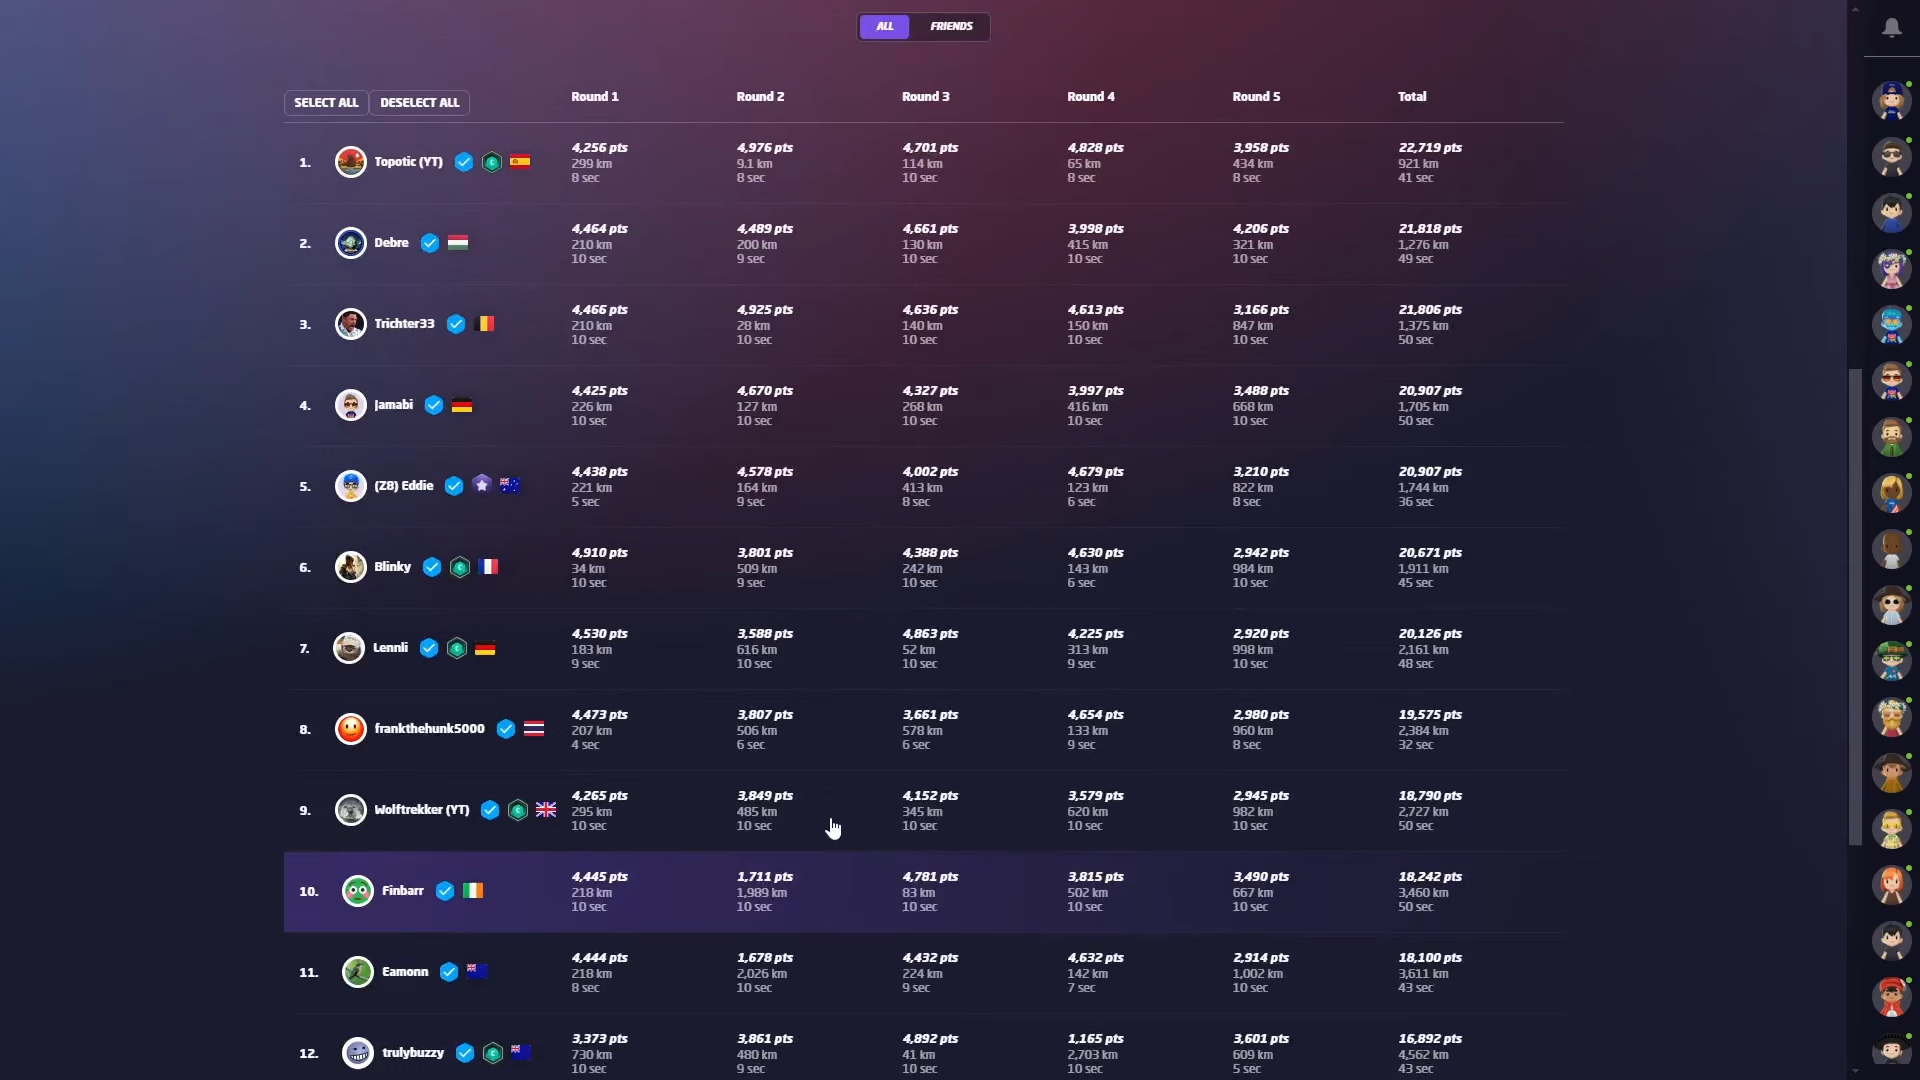 ALL FRIENDS
SELECT ALL DESELECT ALL Round 1 Round 2 Round 3 Round 4 Round 5 Total
1. Topotic (YT) 4,256 pts 4,976 pts 4,701 pts 4,828 pts 3,958 pts 22,719 pts
299 km 9.1 km 114 km 65 km 434 km 921 km
8 sec 8 sec 10 sec 8 sec 8 sec 41 sec
2. Debre 4,464 pts 4,489 pts 4,661 pts 3,998 pts 4,206 pts 21,818 pts
210 km 200 km 130 km 415 km 321 km 1,276 km
10 sec 9 sec 10 sec 10 sec 10 sec 49 sec
3. Trichter33 4,466 pts 4,925 pts 4,636 pts 4,613 pts 3,166 pts 21,806 pts
210 km 28 km 140 km 150 km 847 km 1,375 km
10 sec 10 sec 10 sec 10 sec 10 sec 50 sec
4. Jamabi 4,425 pts 4,670 pts 4,327 pts 3,997 pts 3,488 pts 20,907 pts
226 km 127 km 268 km 416 km 668 km 1,705 km
10 sec 10 sec 10 sec 10 sec 10 sec 50 sec
5. (Z8) Eddie 4,438 pts 4,578 pts 4,002 pts 4,679 pts 3,210 pts 20,907 pts
221 km 164 km 413 km 123 km 822 km 1,744 km
5 sec 9 sec 8 sec 6 sec 8 sec 36 sec
6. Blinky 4,910 pts 3,801 pts 4,388 pts 4,630 pts 2,942 pts 20,671 pts
34 km 509 km 242 km 143 km 984 km 1,911 km
10 sec 9 sec 10 sec 6 sec 10 sec 45 sec
7. Lennli 4,530 pts 3,588 pts 4,863 pts 4,225 pts 2,920 pts 20,126 pts
183 km 616 km 52 km 313 km 998 km 2,161 km
9 sec 10 sec 10 sec 9 sec 10 sec 48 sec
8. frankthehunk5000 4,473 pts 3,807 pts 3,661 pts 4,654 pts 2,980 pts 19,575 pts
207 km 506 km 578 km 133 km 960 km 2,384 km
4 sec 6 sec 6 sec 9 sec 8 sec 32 sec
9. Wolftrekker (YT) 4,265 pts 3,849 pts 4,152 pts 3,579 pts 2,945 pts 18,790 pts
295 km 485 km 345 km 620 km 982 km 2,727 km
10 sec 10 sec 10 sec 10 sec 10 sec 50 sec
10. Finbarr 4,445 pts 1,711 pts 4,781 pts 3,815 pts 3,490 pts 18,242 pts
218 km 1,989 km 83 km 502 km 667 km 3,460 km
10 sec 10 sec 10 sec 10 sec 10 sec 50 sec
11. Eamonn 4,444 pts 1,678 pts 4,432 pts 4,632 pts 2,914 pts 18,100 pts
218 km 2,026 km 224 km 142 km 1,002 km 3,611 km
8 sec 10 sec 9 sec 7 sec 10 sec 43 sec
12. trulybuzzy 3,373 pts 3,861 pts 4,892 pts 1,165 pts 3,601 pts 16,892 pts
730 km 480 km 41 km 2,703 km 609 km 4,562 km
10 sec 9 sec 10 sec 10 sec 5 sec 43 sec